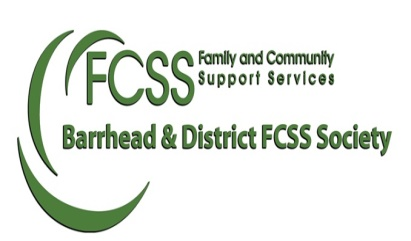 FCSS Family and Community
Support Services
Barrhead & District FCSS Society